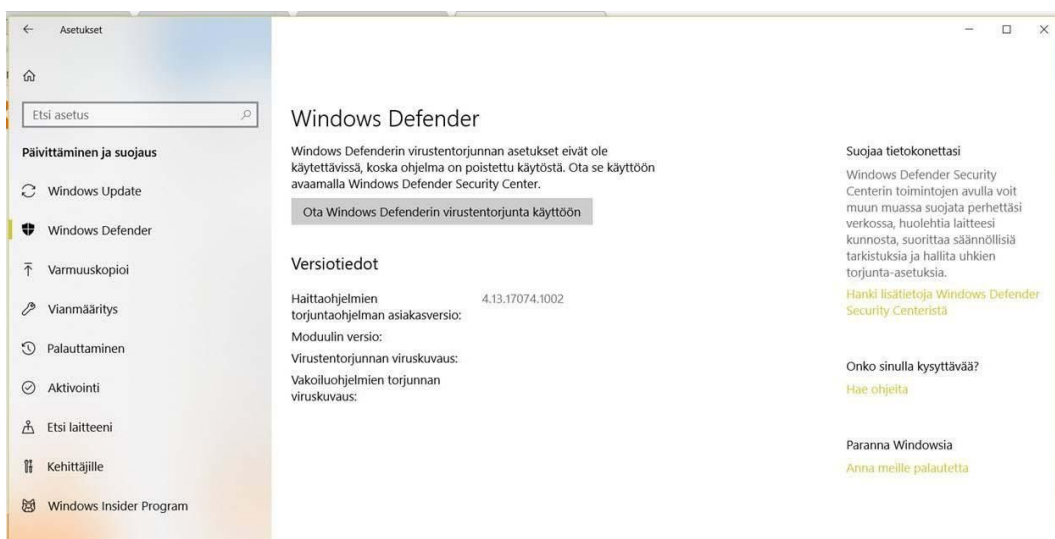 Asetukset
Etsi asetus
Päivittäminen ja suojaus
Windows Update
Windows Defender
Varmuuskopioi
Vianmääritys
Palauttaminen
Aktivointi
Etsi laitteeni
Kehittäjille
Windows Insider Program
Windows Defender
Windows Defenderin virustentorjunnan asetukset eivät ole
käytettävissä, koska ohjelma on poistettu käytöstä. Ota se käyttöön
avaamalla Windows Defender Security Center.
Ota Windows Defenderin virustentorjunta käyttöön
Versiotiedot
Haittaohjelmien
torjuntaohjelman asiakasversio:
4.13.17074.1002
Moduulin versio:
Virustentorjunnan viruskuvaus:
Vakoiluohjelmien torjunnan
viruskuvaus:
Suojaa tietokonettasi
Windows Defender Security
Centerin toimintojen avulla voit
muun muassa suojata perhettäsi
verkossa, huolehtia laitteesi
kunnosta, suorittaa säännöllisiä
tarkistuksia ja hallita uhkien
torjunta-asetuksia.
Hanki lisätietoja Windows Defender
Security Centeristä
Onko sinulla kysyttävää?
Hae ohjeita
Paranna Windowsia
Anna meille palautetta